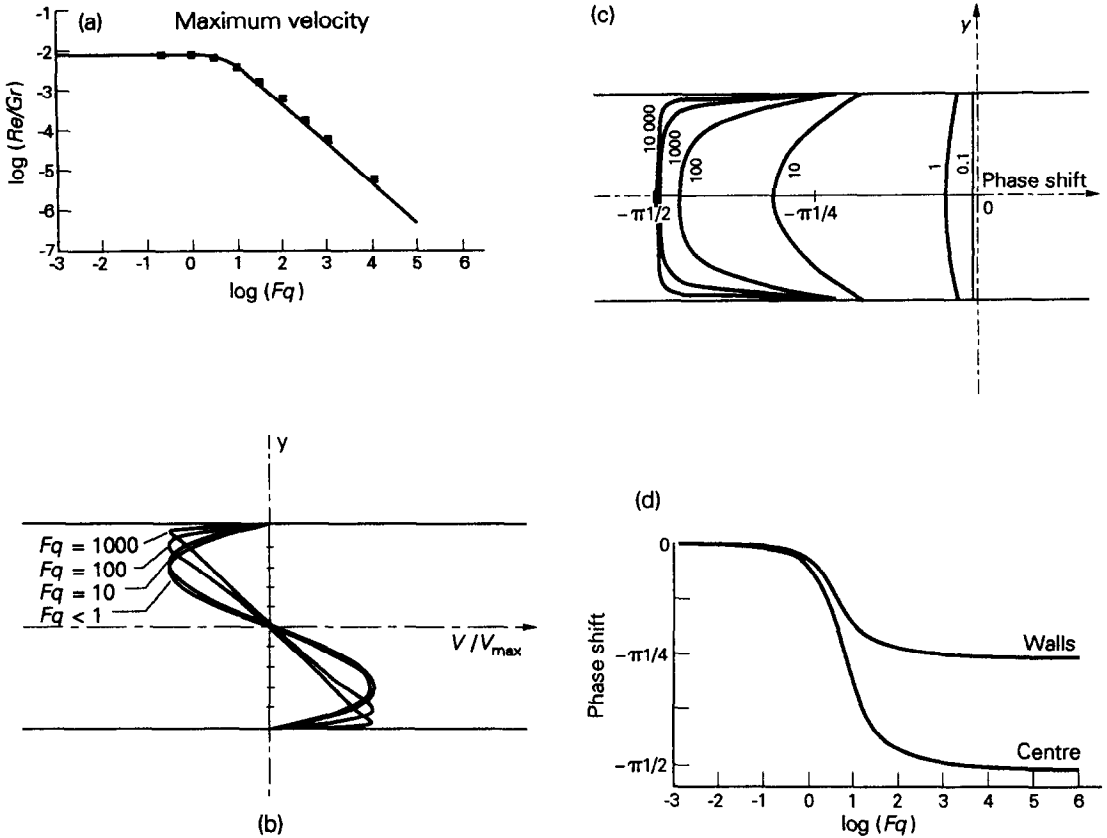 (a)
Maximum velocity
-1
-2
-3
-4
-5
-6
-7
log (Re/Gr)
-3 -2 -1 0 1 2 3 4 5 6
log (Fq)
(c)
y
10 000
1000
100
10
1
0.1
Phase shift
-π1/2
-π1/4
0
y
Fq = 1000
Fq = 100
Fq = 10
Fq < 1
V/Vmax
(b)
(d)
0
-π1/4
-π1/2
Phase shift
Walls
Centre
-3 -2 -1 0 1 2 3 4 5 6
log (Fq)